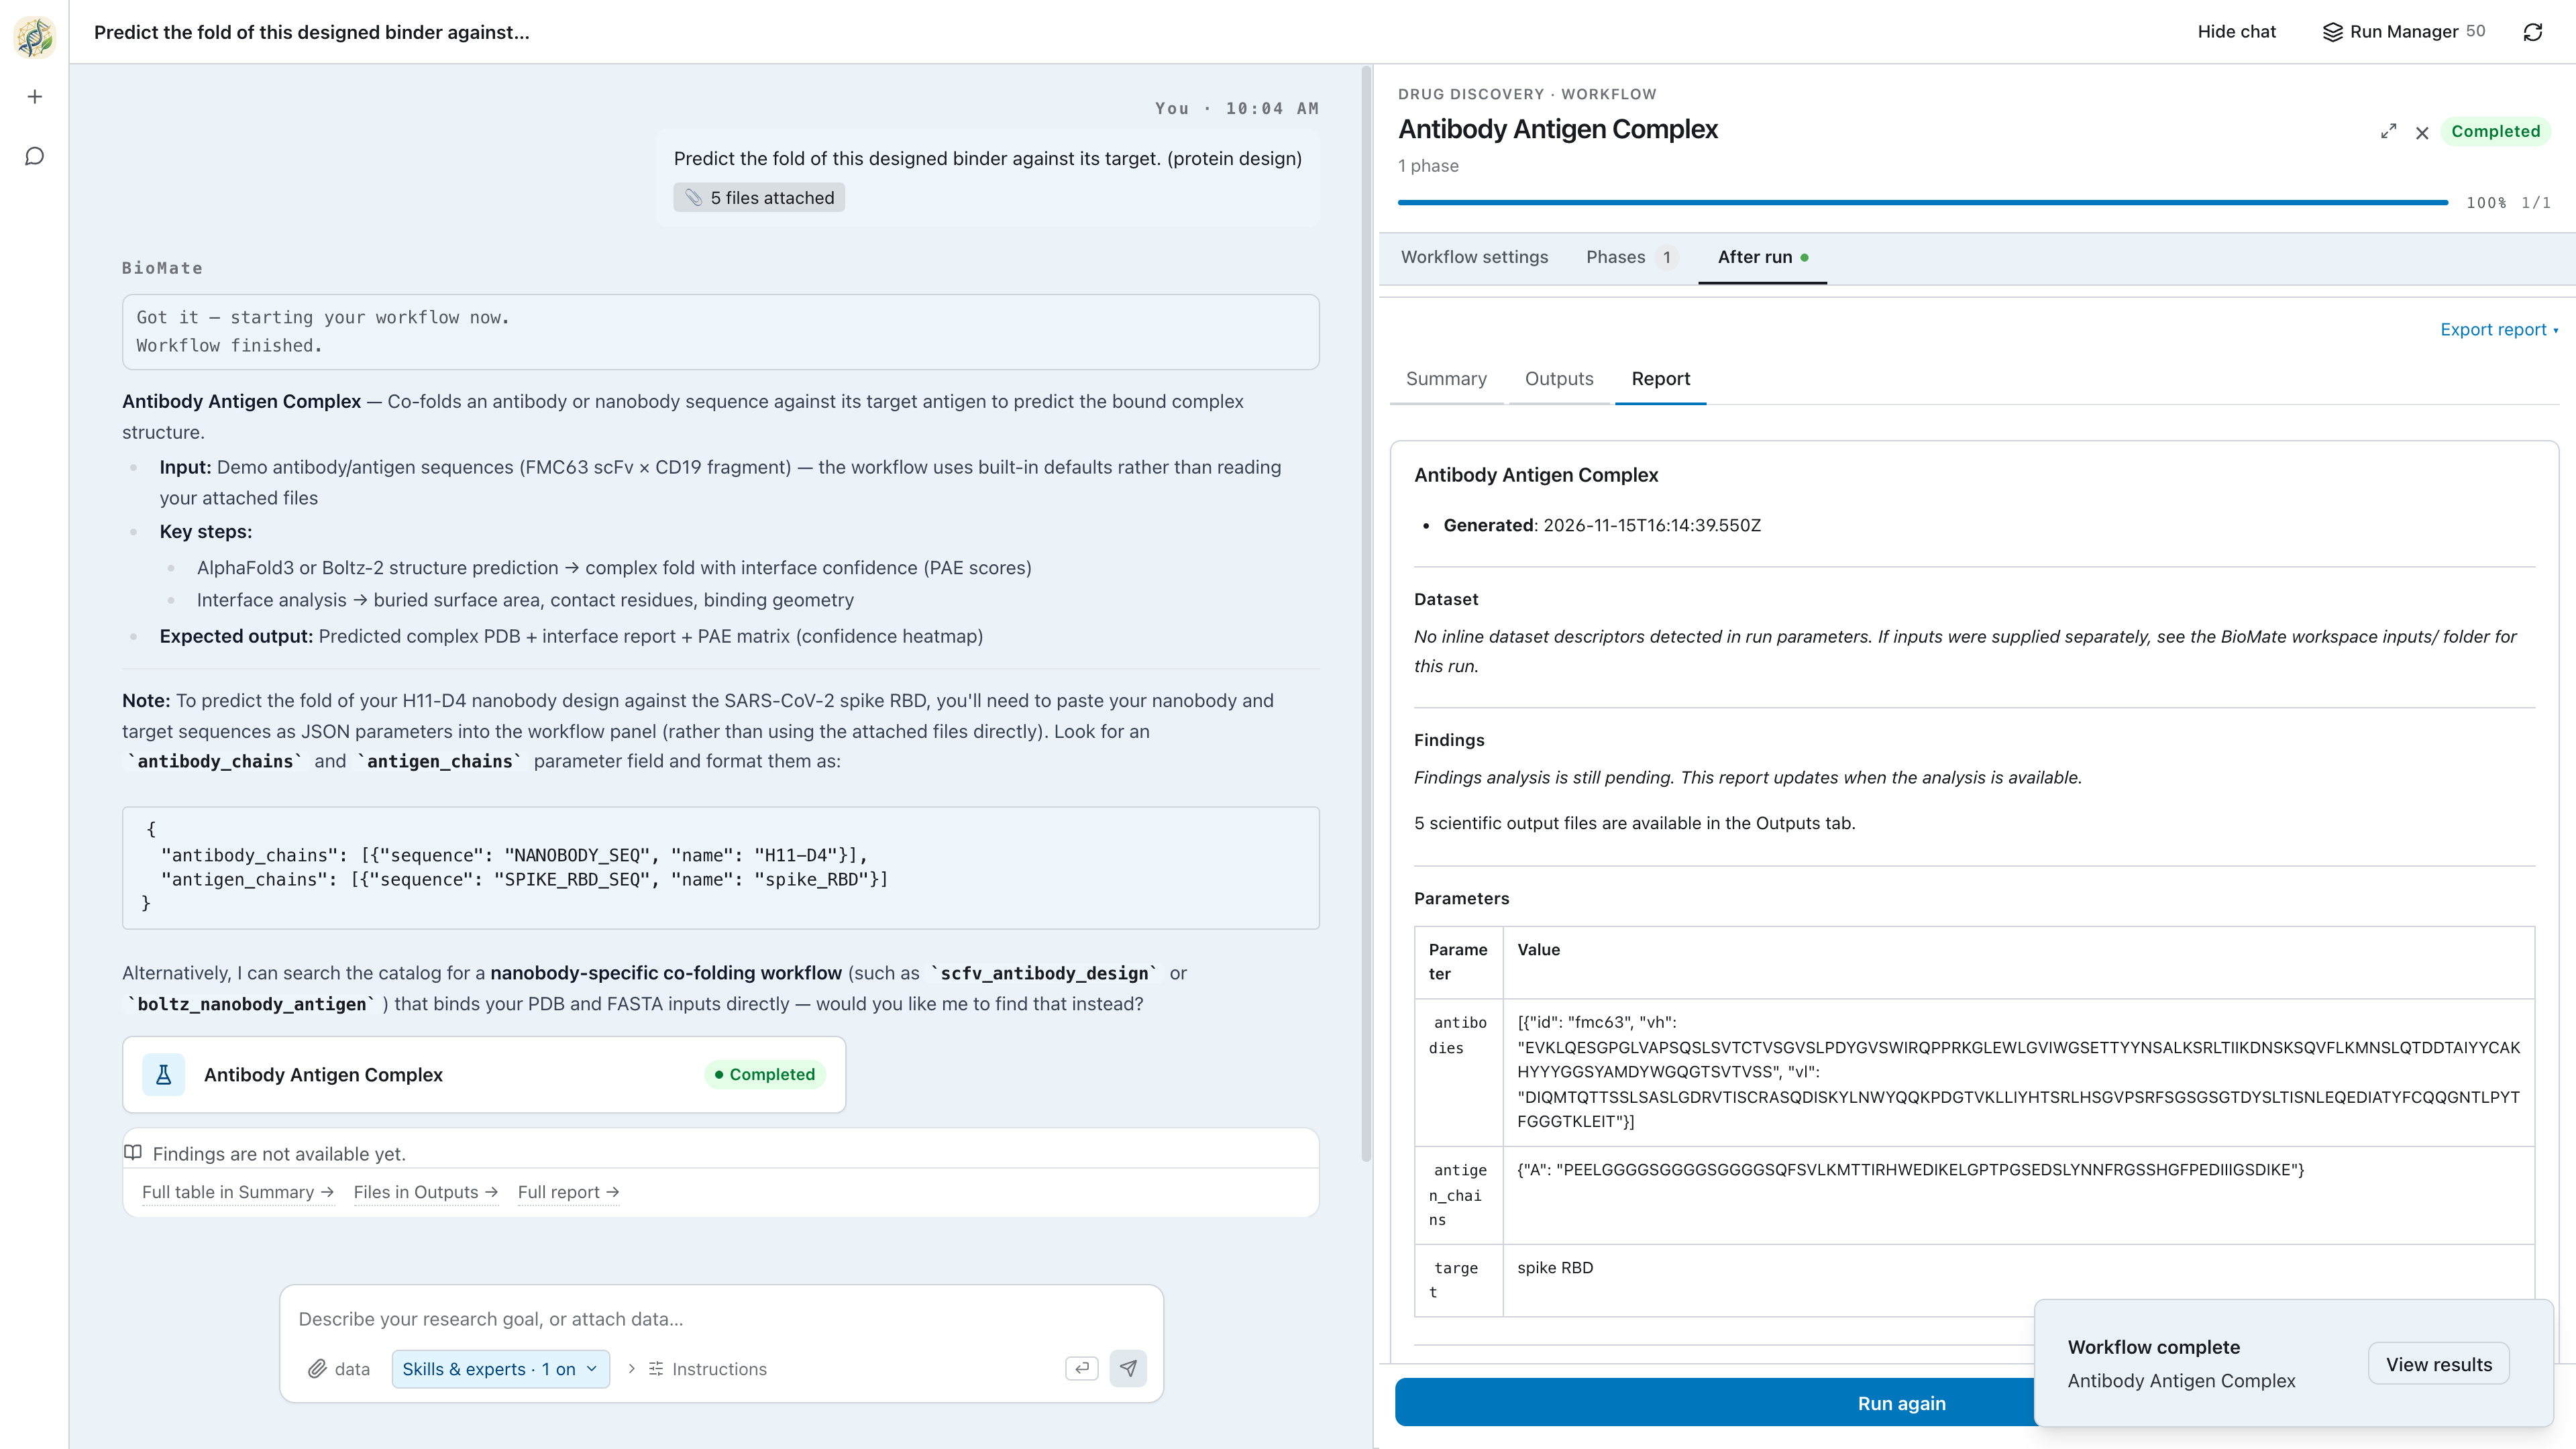 Predict the fold of this designed binder against...
Hide chat
Run Manager 50
You · 10:04 AM
Predict the fold of this designed binder against its target. (protein design)
5 files attached
BioMate
Got it — starting your workflow now.
Workflow finished.
Antibody Antigen Complex — Co-folds an antibody or nanobody sequence against its target antigen to predict the bound complex
structure.
Input: Demo antibody/antigen sequences (FMC63 scFv × CD19 fragment) — the workflow uses built-in defaults rather than reading
your attached files
Key steps:
AlphaFold3 or Boltz-2 structure prediction → complex fold with interface confidence (PAE scores)
Interface analysis → buried surface area, contact residues, binding geometry
Expected output: Predicted complex PDB + interface report + PAE matrix (confidence heatmap)
Note: To predict the fold of your H11-D4 nanobody design against the SARS-CoV-2 spike RBD, you'll need to paste your nanobody and
target sequences as JSON parameters into the workflow panel (rather than using the attached files directly). Look for an
`antibody_chains` and `antigen_chains` parameter field and format them as:
{
"antibody_chains": [{"sequence": "NANOBODY_SEQ", "name": "H11-D4"}],
"antigen_chains": [{"sequence": "SPIKE_RBD_SEQ", "name": "spike_RBD"}]
}
Alternatively, I can search the catalog for a nanobody-specific co-folding workflow (such as `scfv_antibody_design` or
`boltz_nanobody_antigen` ) that binds your PDB and FASTA inputs directly — would you like me to find that instead?
Antibody Antigen Complex
Completed
Findings are not available yet.
Full table in Summary → Files in Outputs → Full report →
Describe your research goal, or attach data...
data
Skills & experts · 1 on
Instructions
DRUG DISCOVERY · WORKFLOW
Antibody Antigen Complex
Completed
1 phase
100% 1/1
Workflow settings
Phases 1
After run
Export report
Summary
Outputs
Report
Antibody Antigen Complex
Generated: 2026-11-15T16:14:39.550Z
Dataset
No inline dataset descriptors detected in run parameters. If inputs were supplied separately, see the BioMate workspace inputs/ folder for
this run.
Findings
Findings analysis is still pending. This report updates when the analysis is available.
5 scientific output files are available in the Outputs tab.
Parameters
Parame
ter
Value
antibo
dies
[{"id": "fmc63", "vh":
"EVKLQESGPGLVAPSQSLSVTCTVSGVSLPDYGVSWIRQPPRKGLEWLGVIWGSETTYYNSALKSRLTIIKDNSKSQVFLKMNSLQTDDTAIYYCAK
HYYYGGSYAMDYWGQGTSVTVSS", "vl":
"DIQMTQTTSSLSASLGDRVTISCRASQDISKYLNWYQQKPDGTVKLLIYHTSRLHSGVPSRFSGSGSGTDYSLTISNLEQEDIATYFCQQGNTLPYT
FGGGTKLEIT"}]
antige
n_chai
ns
{"A": "PEELGGGGSGGGGSGGGGSQFSVLKMTTIRHWEDIKELGPTPGSEDSLYNNFRGSSHGFPEDIIIGSDIKE"}
targe
t
spike RBD
Run again
Workflow complete
Antibody Antigen Complex
View results